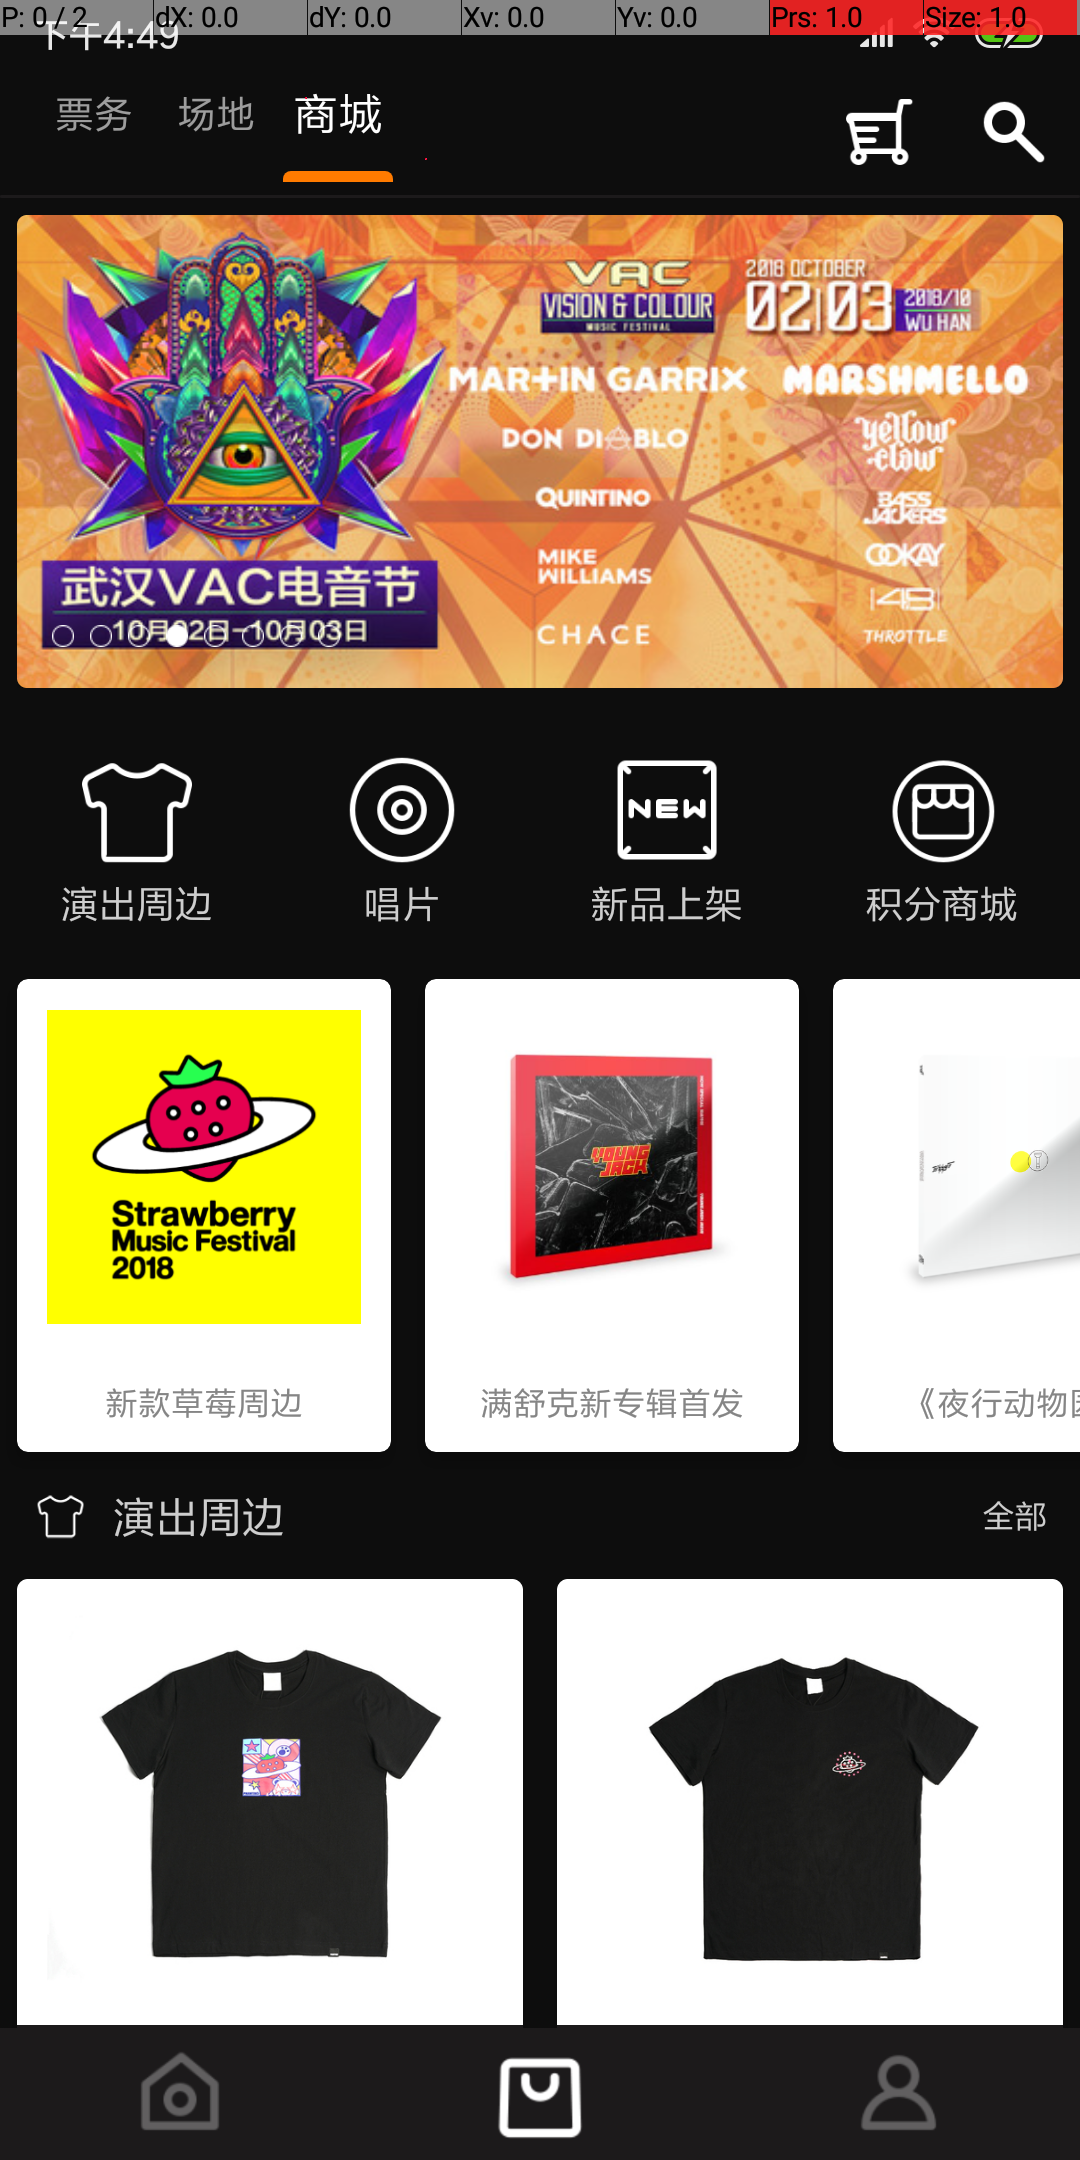 P: 0 / 2 dX: 0.0 dY: 0.0 Xv: 0.0 Yv: 0.0 Prs: 1.0 Size: 1.0
下午4:49
票务 场地 商城
VAC
VISION & COLOUR
MUSIC FESTIVAL
2018 OCTOBER
02|03
2018/10
WU HAN
MARTIN GARRIX MARSHMELLO
DON DIABLO
yellow claw
QUINTINO
BASS JACKERS
MIKE WILLIAMS
OOKAY
148
CHACE
THROTTLE
武汉VAC电音节
10月02日-10月03日
NEW
演出周边 唱片 新品上架 积分商城
Strawberry
Music Festival
2018
YOUNG
JACK
新款草莓周边 满舒克新专辑首发 《夜行动物园
演出周边 全部